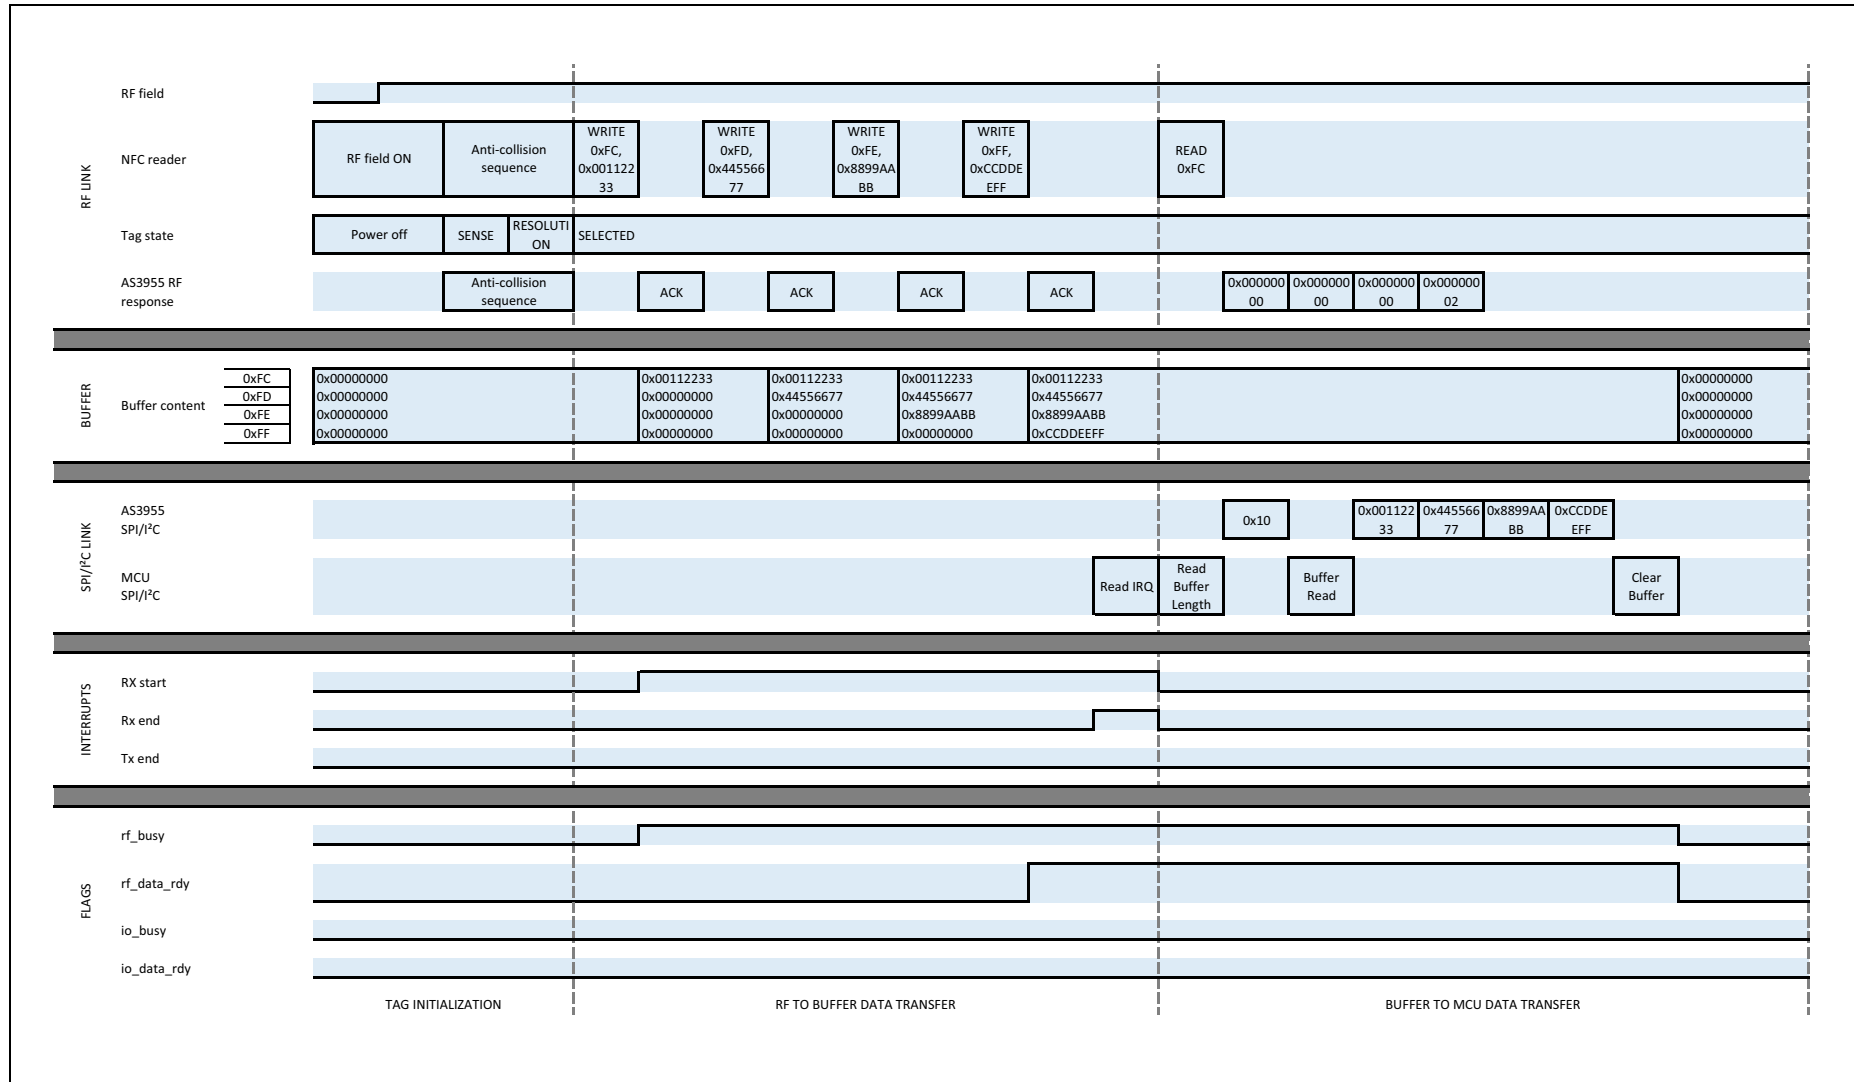 RF LINK
RF field
NFC reader
RF field ON
Anti-collision
sequence
WRITE
0xFC,
0x001122
33
WRITE
0xFD,
0x445566
77
WRITE
0xFE,
0x8899AA
BB
WRITE
0xFF,
0xCCDDE
EFF
READ
0xFC
Tag state
Power off
SENSE
RESOLUTI
ON
SELECTED
AS3955 RF
response
Anti-collision
sequence
ACK
ACK
ACK
ACK
0x000000
00
0x000000
00
0x000000
00
0x000000
02
BUFFER
Buffer content
0xFC
0xFD
0xFE
0xFF
0x00000000
0x00000000
0x00000000
0x00000000
0x00112233
0x00000000
0x00000000
0x00000000
0x00112233
0x44556677
0x00000000
0x00000000
0x00112233
0x44556677
0x8899AABB
0x00000000
0x00112233
0x44556677
0x8899AABB
0xCCDDEEFF
0x00000000
0x00000000
0x00000000
0x00000000
SPI/I²C LINK
AS3955
SPI/I²C
0x10
0x001122
33
0x445566
77
0x8899AA
BB
0xCCDDE
EFF
MCU
SPI/I²C
Read IRQ
Read
Buffer
Length
Buffer
Read
Clear
Buffer
INTERRUPTS
RX start
Rx end
Tx end
FLAGS
rf_busy
rf_data_rdy
io_busy
io_data_rdy
TAG INITIALIZATION
RF TO BUFFER DATA TRANSFER
BUFFER TO MCU DATA TRANSFER